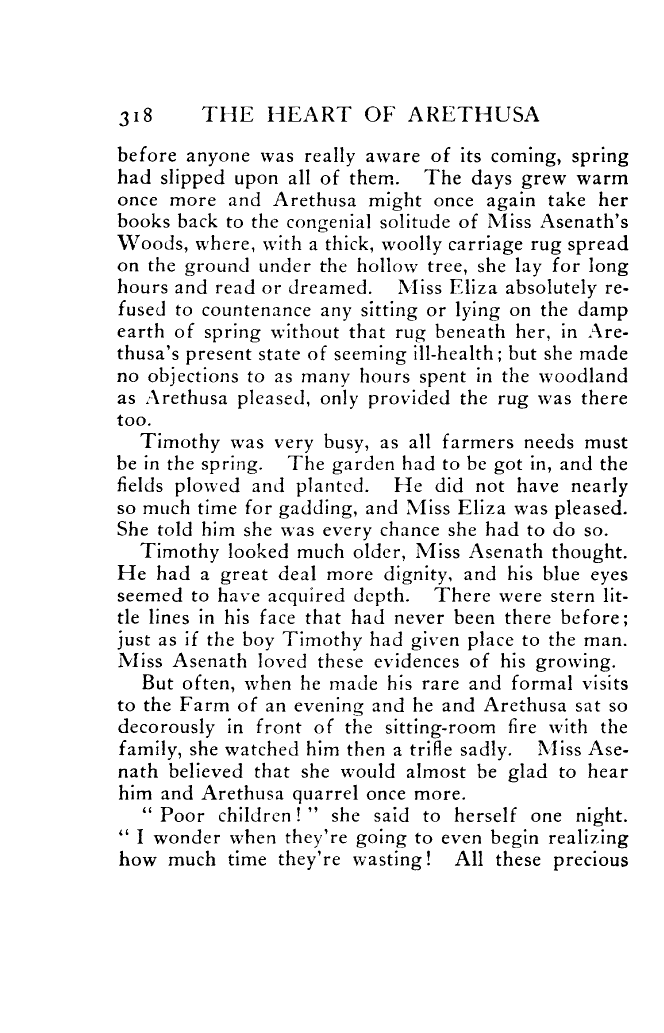 318 THE HEART OF ARETHUSA
before anyone was really aware of its coming, spring
had slipped upon all of them. The days grew warm
once more and Arethusa might once again take her
books back to the congenial solitude of Miss Asenath's
Woods, where, with a thick, woolly carriage rug spread
on the ground under the hollow tree, she lay for long
hours and read or dreamed. Miss Eliza absolutely re-
fused to countenance any sitting or lying on the damp
earth of spring without that rug beneath her, in Are-
thusa's present state of seeming ill-health; but she made
no objections to as many hours spent in the woodland
as Arethusa pleased, only provided the rug was there
too.
Timothy was very busy, as all farmers needs must
be in the spring. The garden had to be got in, and the
fields plowed and planted. He did not have nearly
so much time for gadding, and Miss Eliza was pleased.
She told him she was every chance she had to do so.
Timothy looked much older, Miss Asenath thought.
He had a great deal more dignity, and his blue eyes
seemed to have acquired depth. There were stern lit-
tle lines in his face that had never been there before;
just as if the boy Timothy had given place to the man.
Miss Asenath loved these evidences of his growing.
But often, when he made his rare and formal visits
to the Farm of an evening and he and Arethusa sat so
decorously in front of the sitting-room fire with the
family, she watched him then a trifle sadly. Miss Ase-
nath believed that she would almost be glad to hear
him and Arethusa quarrel once more.
" Poor children! " she said to herself one night.
" I wonder when they're going to even begin realizing
how much time they're wasting! All these precious